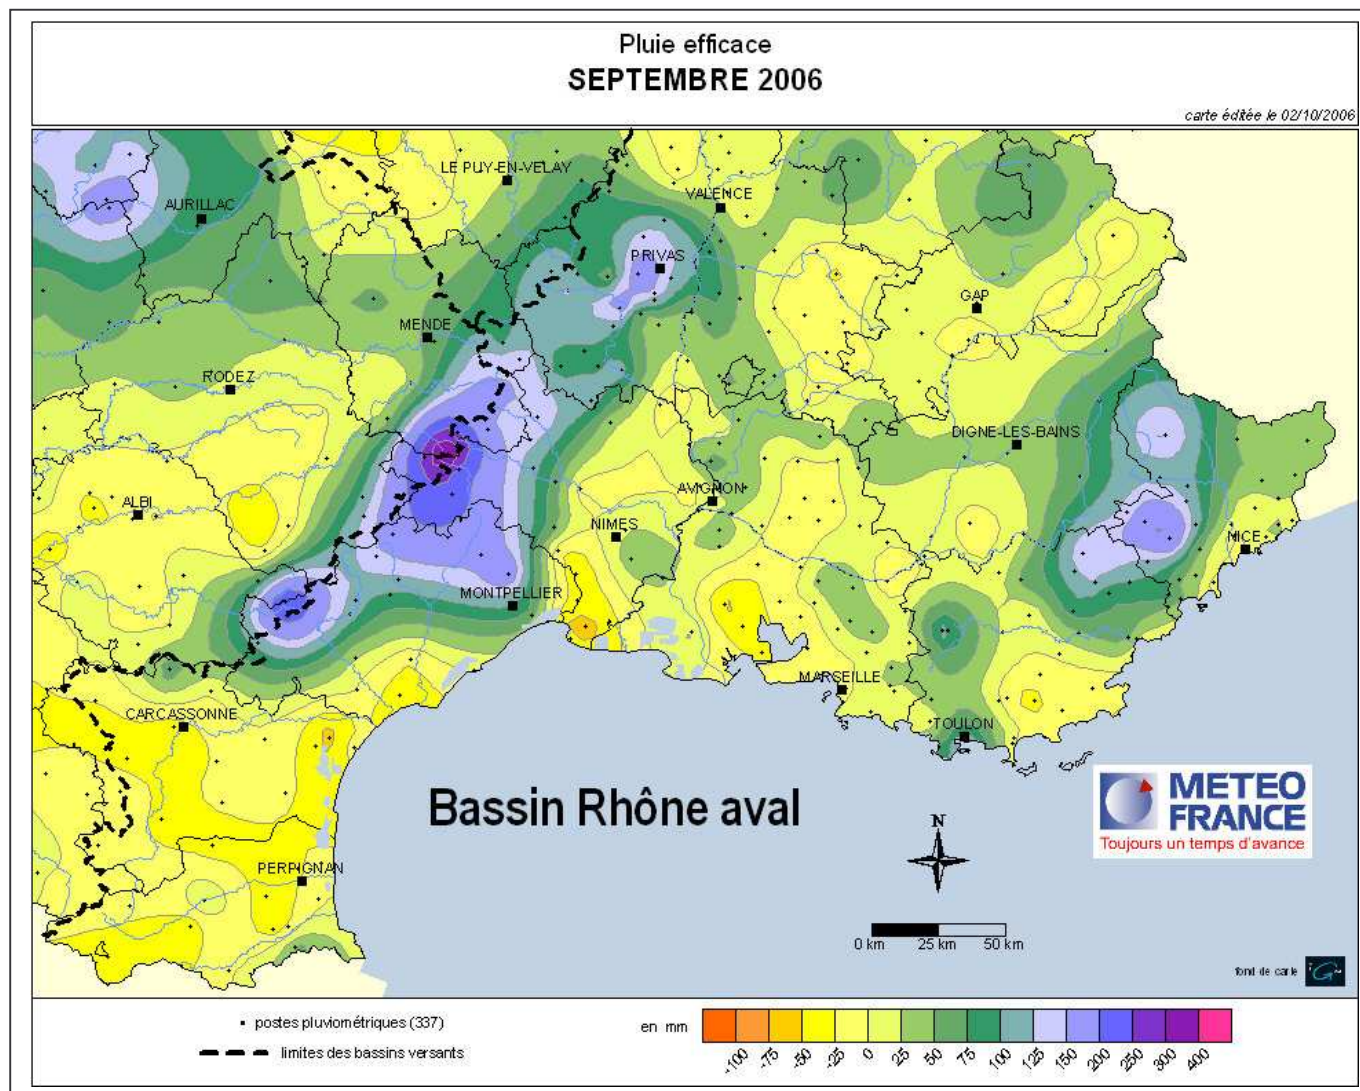 Pluie efficace
SEPTEMBRE 2006
carte éditée le 02/10/2006
LE PUY-EN-VELAY
AURILLAC
VALENCE
PRIVAS
GAP
MENDE
RODEZ
DIGNE-LES-BAINS
AVIGNON
ALBI
NIMES
NICE
MONTPELLIER
MARSEILLE
CARCASSONNE
TOULON
Bassin Rhône aval
METEO
FRANCE
Toujours un temps d'avance
N
PERPIGNAN
0 km 25 km 50 km
fond de carte
postes pluviométriques (337)
limites des bassins versants
en mm
-100 -75 -50 -25 0 25 50 75 100 125 150 200 250 300 400